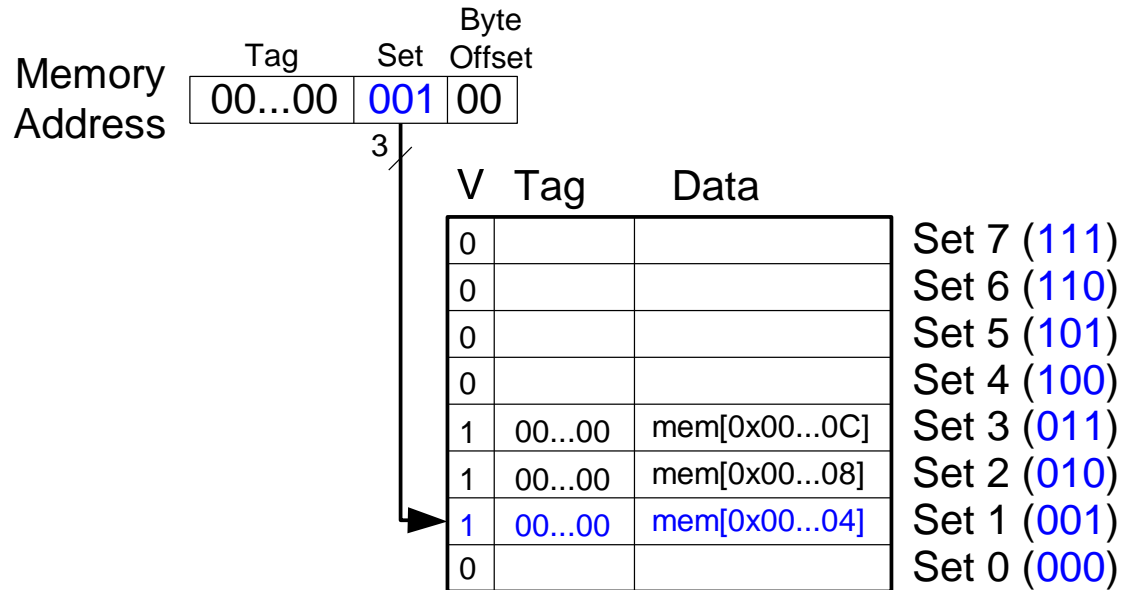 Byte
Tag Set Offset
Memory Address
00...00 001 00
3
V Tag Data
0 Set 7 (111)
0 Set 6 (110)
0 Set 5 (101)
0 Set 4 (100)
1 00...00 mem[0x00...0C] Set 3 (011)
1 00...00 mem[0x00...08] Set 2 (010)
1 00...00 mem[0x00...04] Set 1 (001)
0 Set 0 (000)